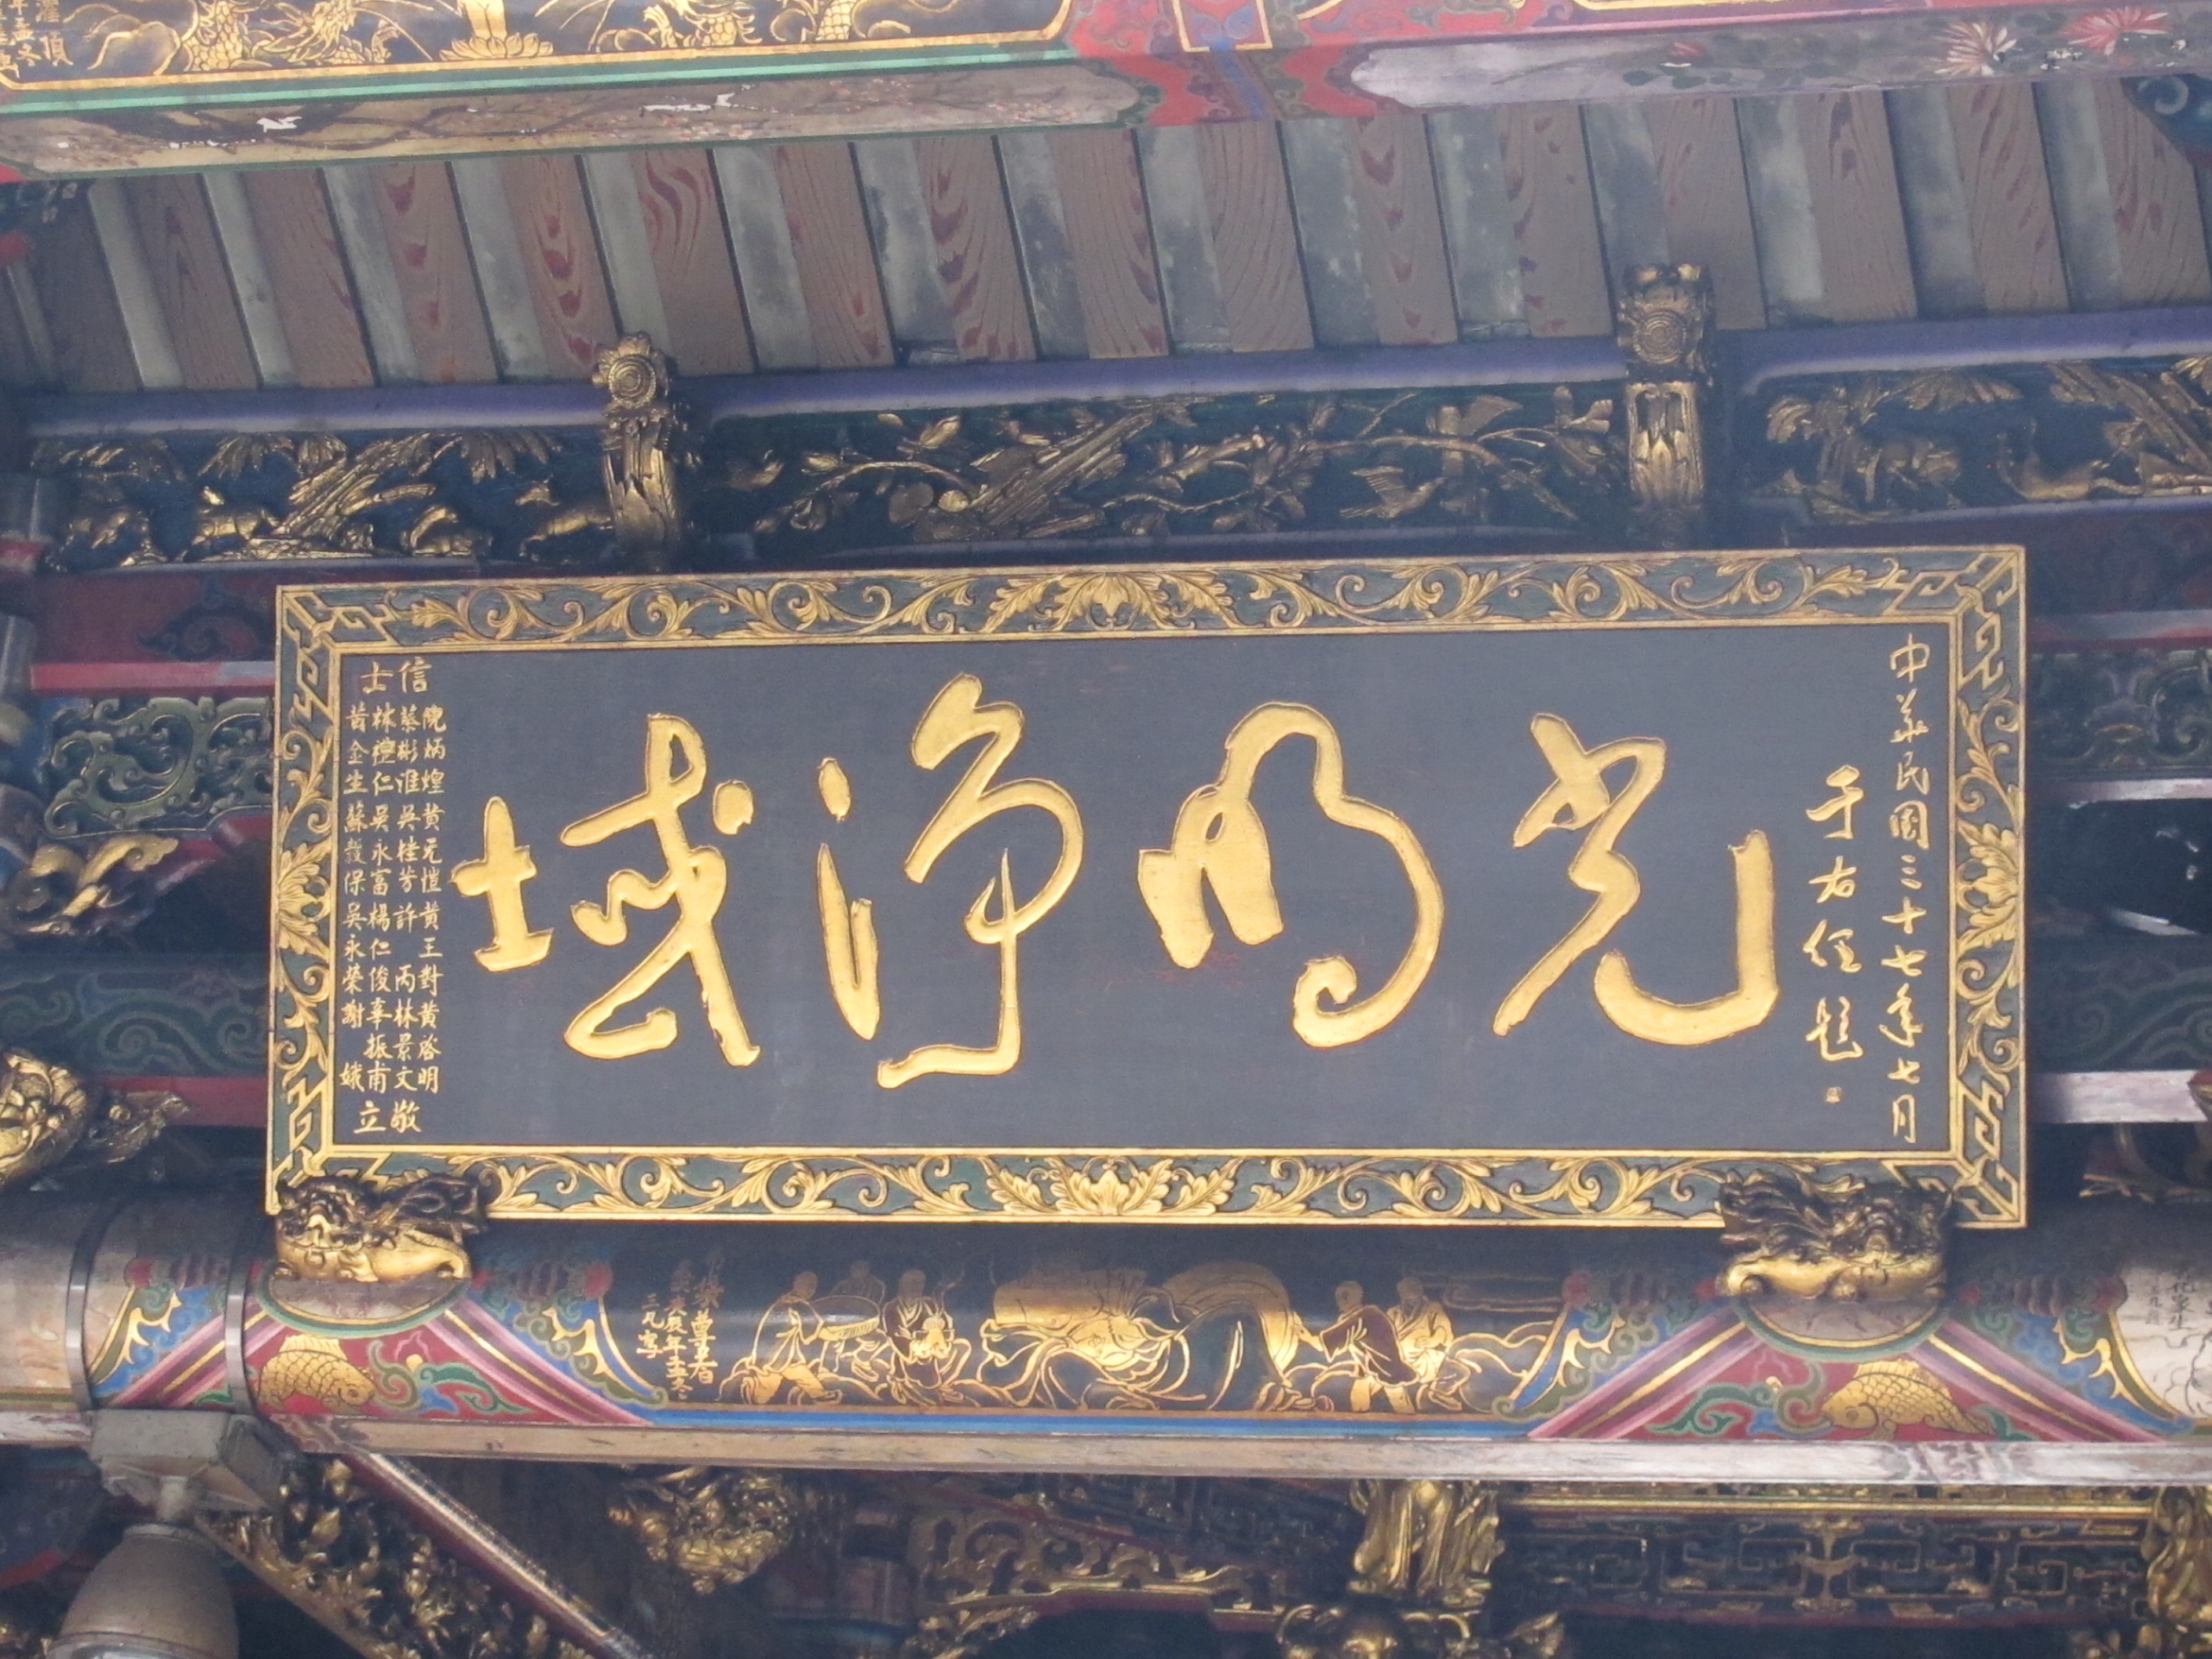 中華民國三十七年七月
于右任題
光明淨域
信士
阮炳煌 黃元愷 黃王對 黃啓明
蔡彬淮 吳桂芳 許丙 林景文
林禮仁 吳永富 楊仁俊 辜振甫
黃金生 蘇穀保 吳永榮 謝娥
敬立